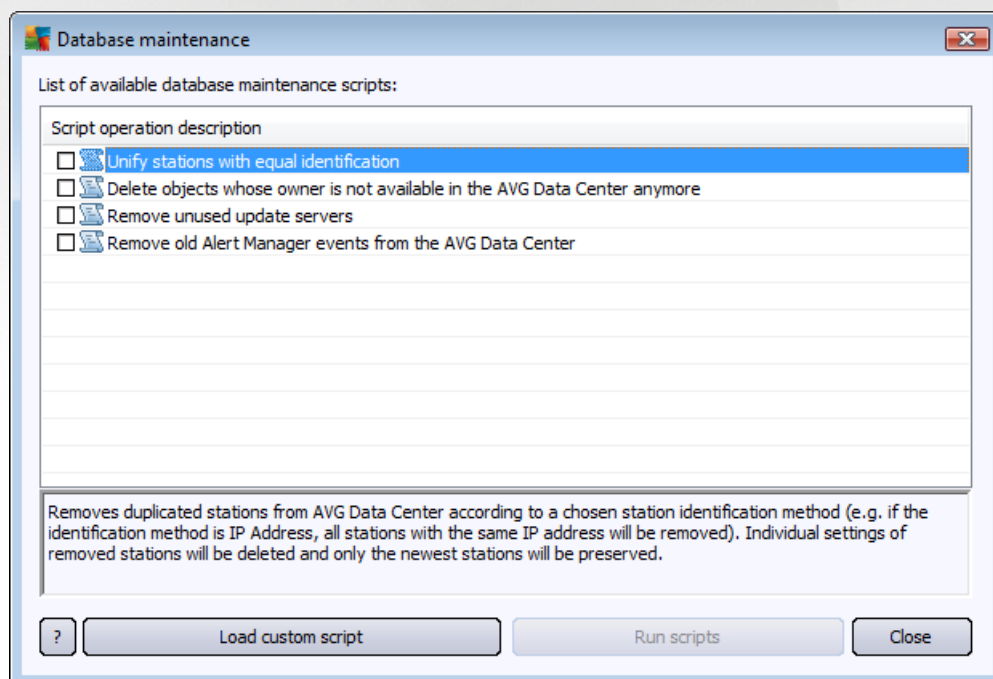 Database maintenance
List of available database maintenance scripts:
Script operation description
Unify stations with equal identification
Delete objects whose owner is not available in the AVG Data Center anymore
Remove unused update servers
Remove old Alert Manager events from the AVG Data Center
Removes duplicated stations from AVG Data Center according to a chosen station identification method (e.g. if the
identification method is IP Address, all stations with the same IP address will be removed). Individual settings of
removed stations will be deleted and only the newest stations will be preserved.
? Load custom script Run scripts Close